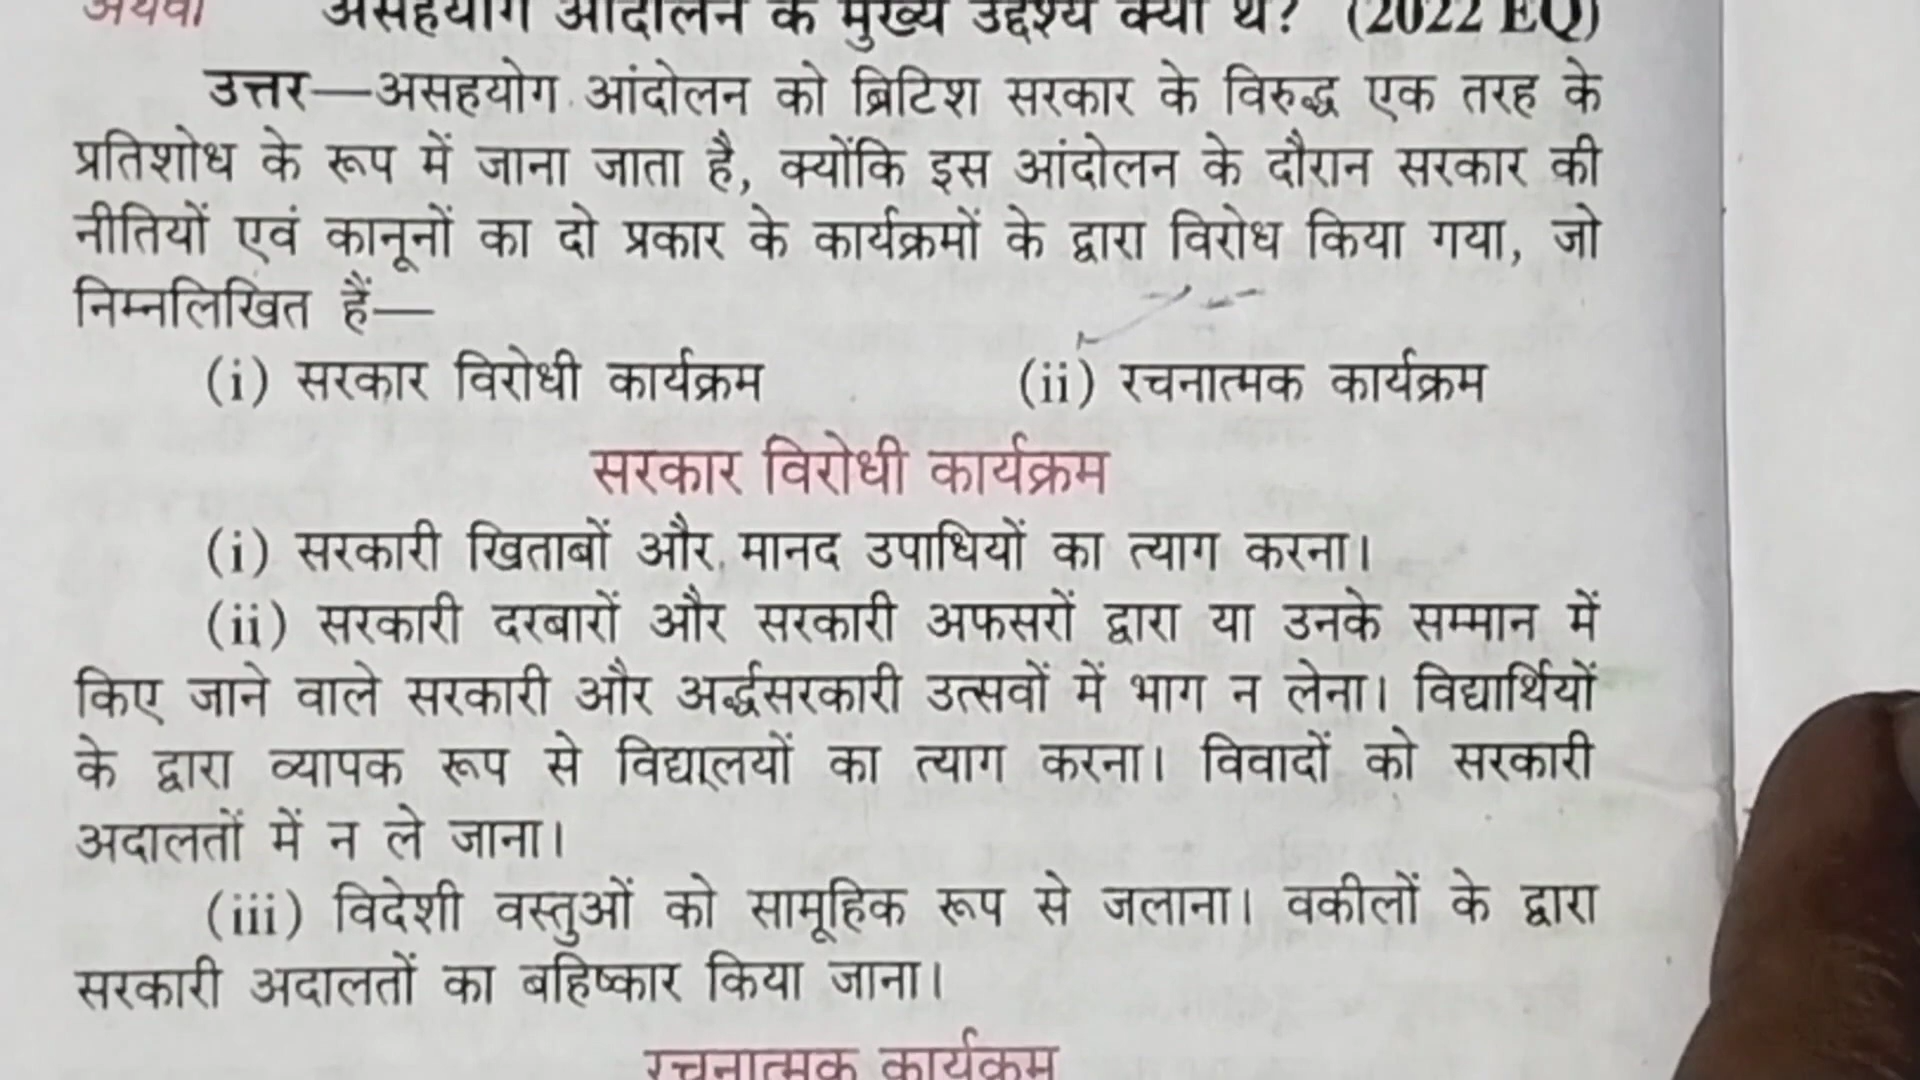 अथवा असहयोग आंदोलन के मुख्य उद्देश्य क्या थे? (2022 EQ)
उत्तर—असहयोग आंदोलन को ब्रिटिश सरकार के विरुद्ध एक तरह के
प्रतिशोध के रूप में जाना जाता है, क्योंकि इस आंदोलन के दौरान सरकार की
नीतियों एवं कानूनों का दो प्रकार के कार्यक्रमों के द्वारा विरोध किया गया, जो
निम्नलिखित हैं—
(i) सरकार विरोधी कार्यक्रम (ii) रचनात्मक कार्यक्रम
सरकार विरोधी कार्यक्रम
(i) सरकारी खिताबों और मानद उपाधियों का त्याग करना।
(ii) सरकारी दरबारों और सरकारी अफसरों द्वारा या उनके सम्मान में
किए जाने वाले सरकारी और अर्द्धसरकारी उत्सवों में भाग न लेना। विद्यार्थियों
के द्वारा व्यापक रूप से विद्यालयों का त्याग करना। विवादों को सरकारी
अदालतों में न ले जाना।
(iii) विदेशी वस्तुओं को सामूहिक रूप से जलाना। वकीलों के द्वारा
सरकारी अदालतों का बहिष्कार किया जाना।
रचनात्मक कार्यक्रम